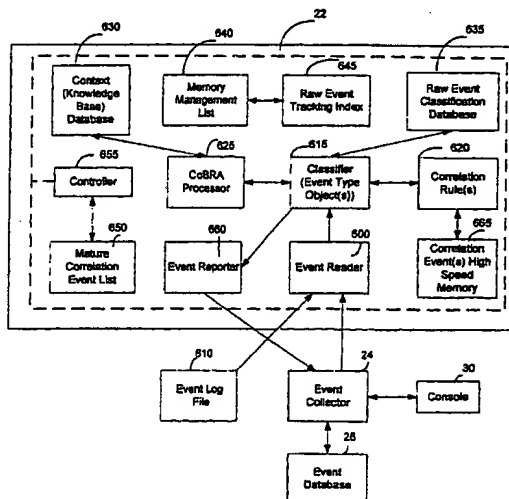 630
22
640
645
635
Context
(Knowledge
Base)
Database
Memory
Management
List
Raw Event
Tracking Index
Raw Event
Classification
Database
655
625
615
620
Controller
CoBRA
Processor
Classifier
(Event Type
Object(s))
Correlation
Rule(s)
650
660
600
665
Mature
Correlation
Event List
Event Reporter
Event Reader
Correlation
Event(s) High
Speed
Memory
610
24
30
Event Log
File
Event
Collector
Console
26
Event
Database